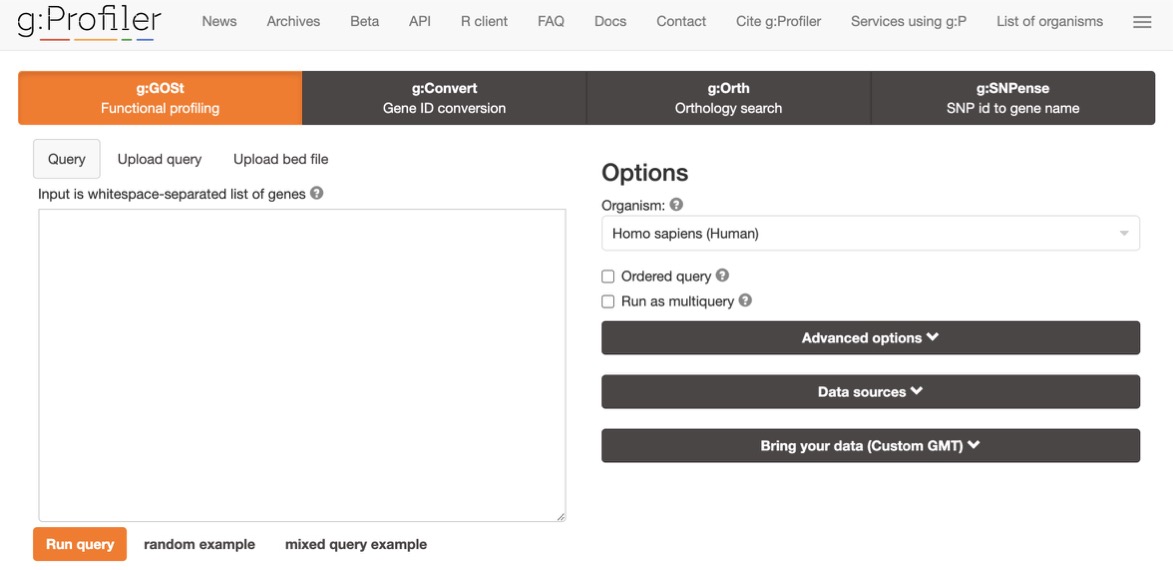 g:Profiler
News Archives Beta API R client FAQ Docs Contact Cite g:Profiler Services using g:P List of organisms
g:GOSt g:Convert g:Orth g:SNPense
Functional profiling Gene ID conversion Orthology search SNP id to gene name
Query Upload query Upload bed file
Input is whitespace-separated list of genes ?
Options
Organism: ?
Homo sapiens (Human)
Ordered query ?
Run as multiquery ?
Advanced options
Data sources
Bring your data (Custom GMT)
Run query random example mixed query example